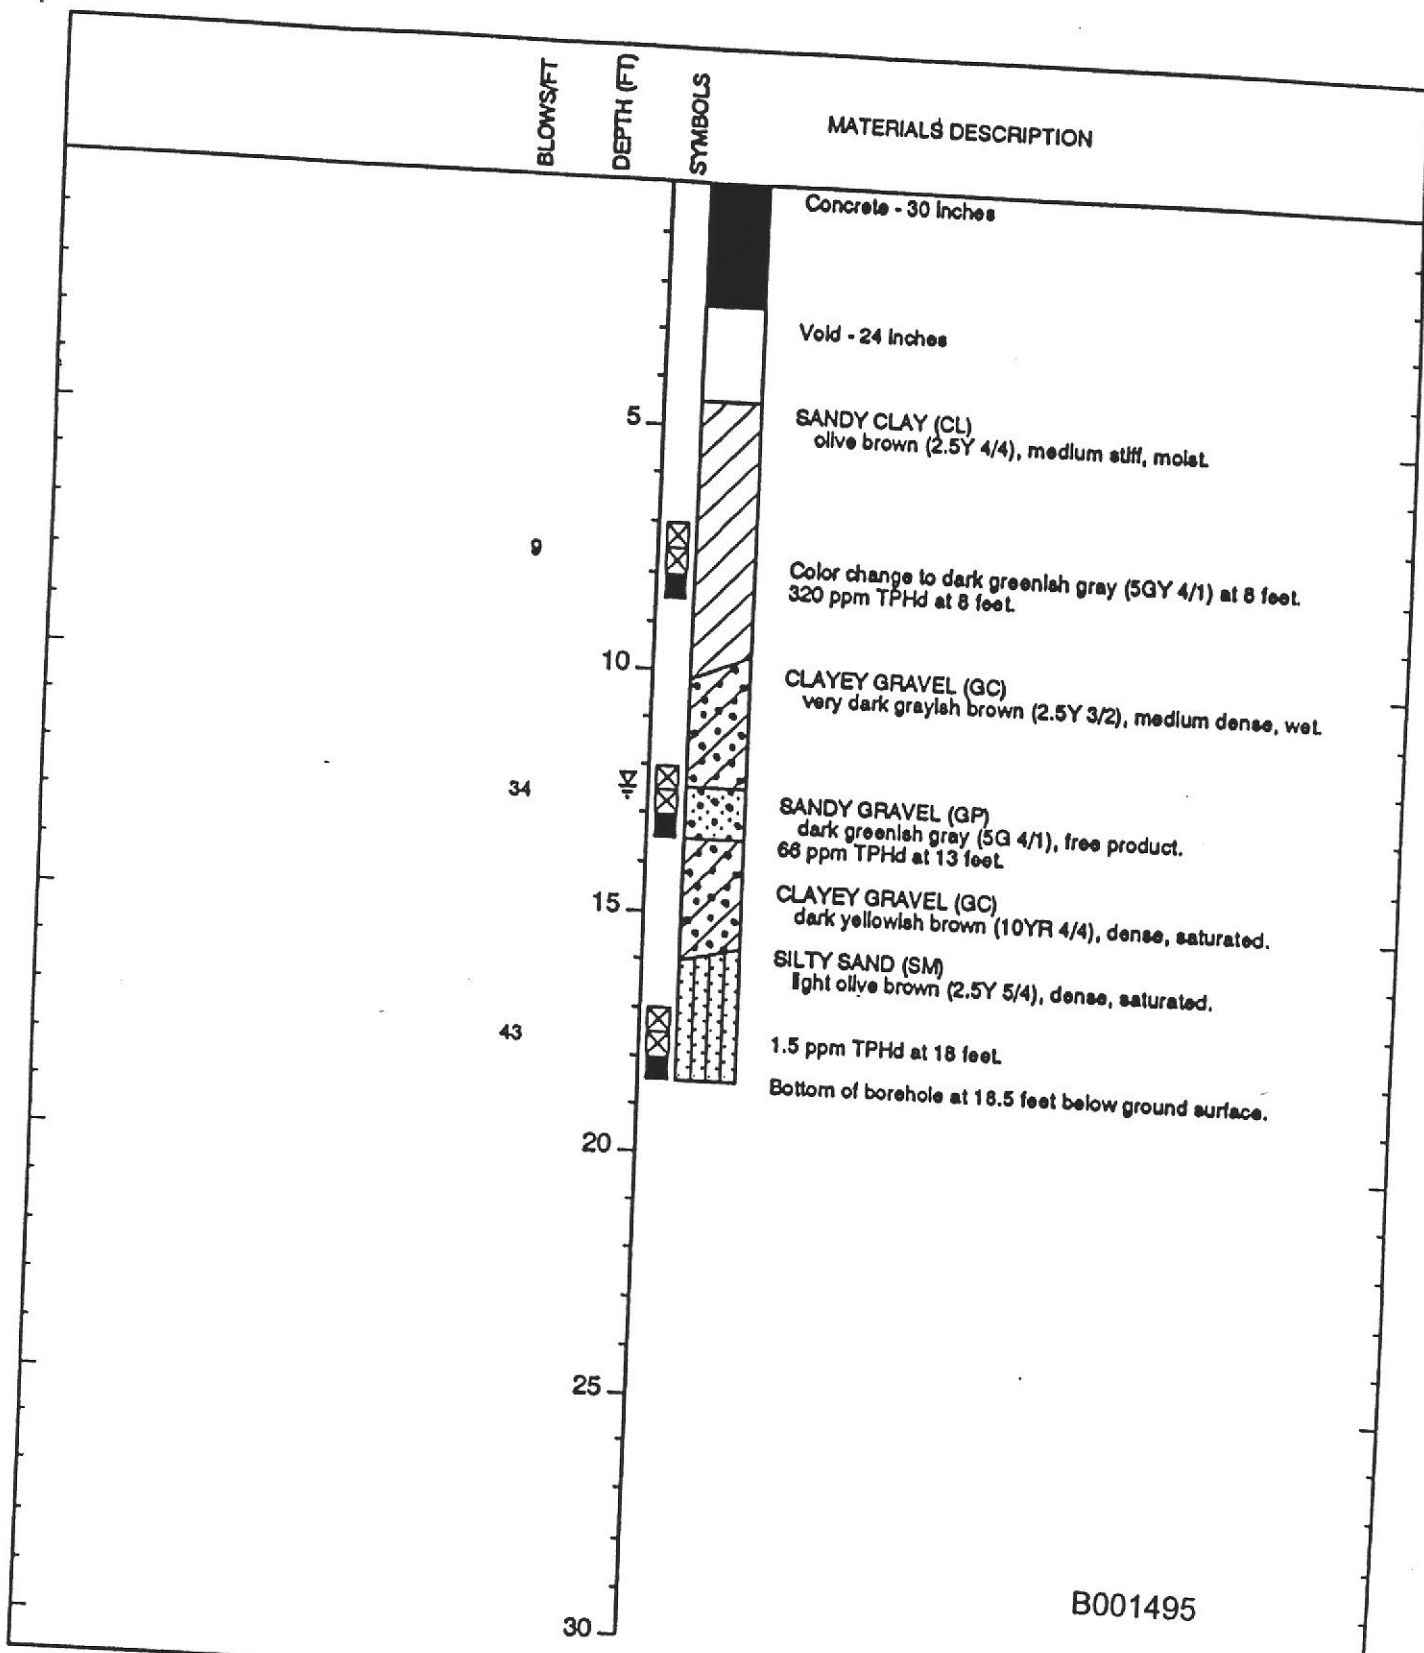 BLOWS/FT
DEPTH (FT)
SYMBOLS
MATERIALS DESCRIPTION
Concrete - 30 Inches
Void - 24 Inches
5
SANDY CLAY (CL)
olive brown (2.5Y 4/4), medium stiff, moist.
9
Color change to dark greenish gray (5GY 4/1) at 8 feet.
320 ppm TPHd at 8 feet.
10
CLAYEY GRAVEL (GC)
very dark grayish brown (2.5Y 3/2), medium dense, wet.
34
SANDY GRAVEL (GP)
dark greenish gray (5G 4/1), free product.
66 ppm TPHd at 13 feet.
15
CLAYEY GRAVEL (GC)
dark yellowish brown (10YR 4/4), dense, saturated.
SILTY SAND (SM)
light olive brown (2.5Y 5/4), dense, saturated.
43
1.5 ppm TPHd at 18 feet.
Bottom of borehole at 18.5 feet below ground surface.
20
25
30
B001495